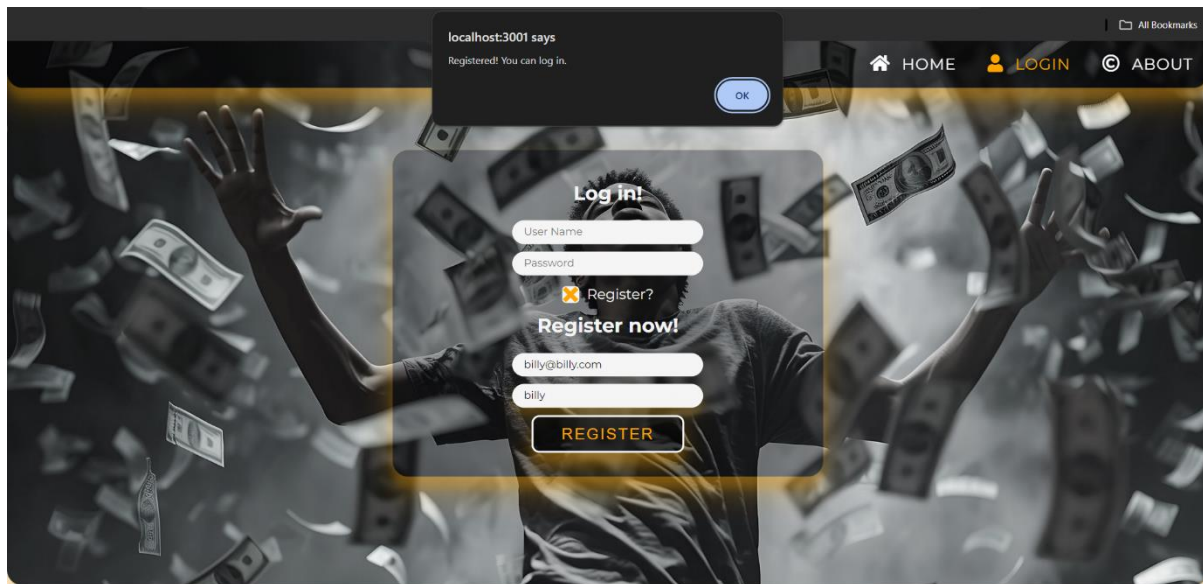 All Bookmarks
localhost:3001 says
Registered! You can log in.
OK
HOME
LOGIN
ABOUT
Log in!
User Name
Password
Register?
Register now!
billy@billy.com
billy
REGISTER